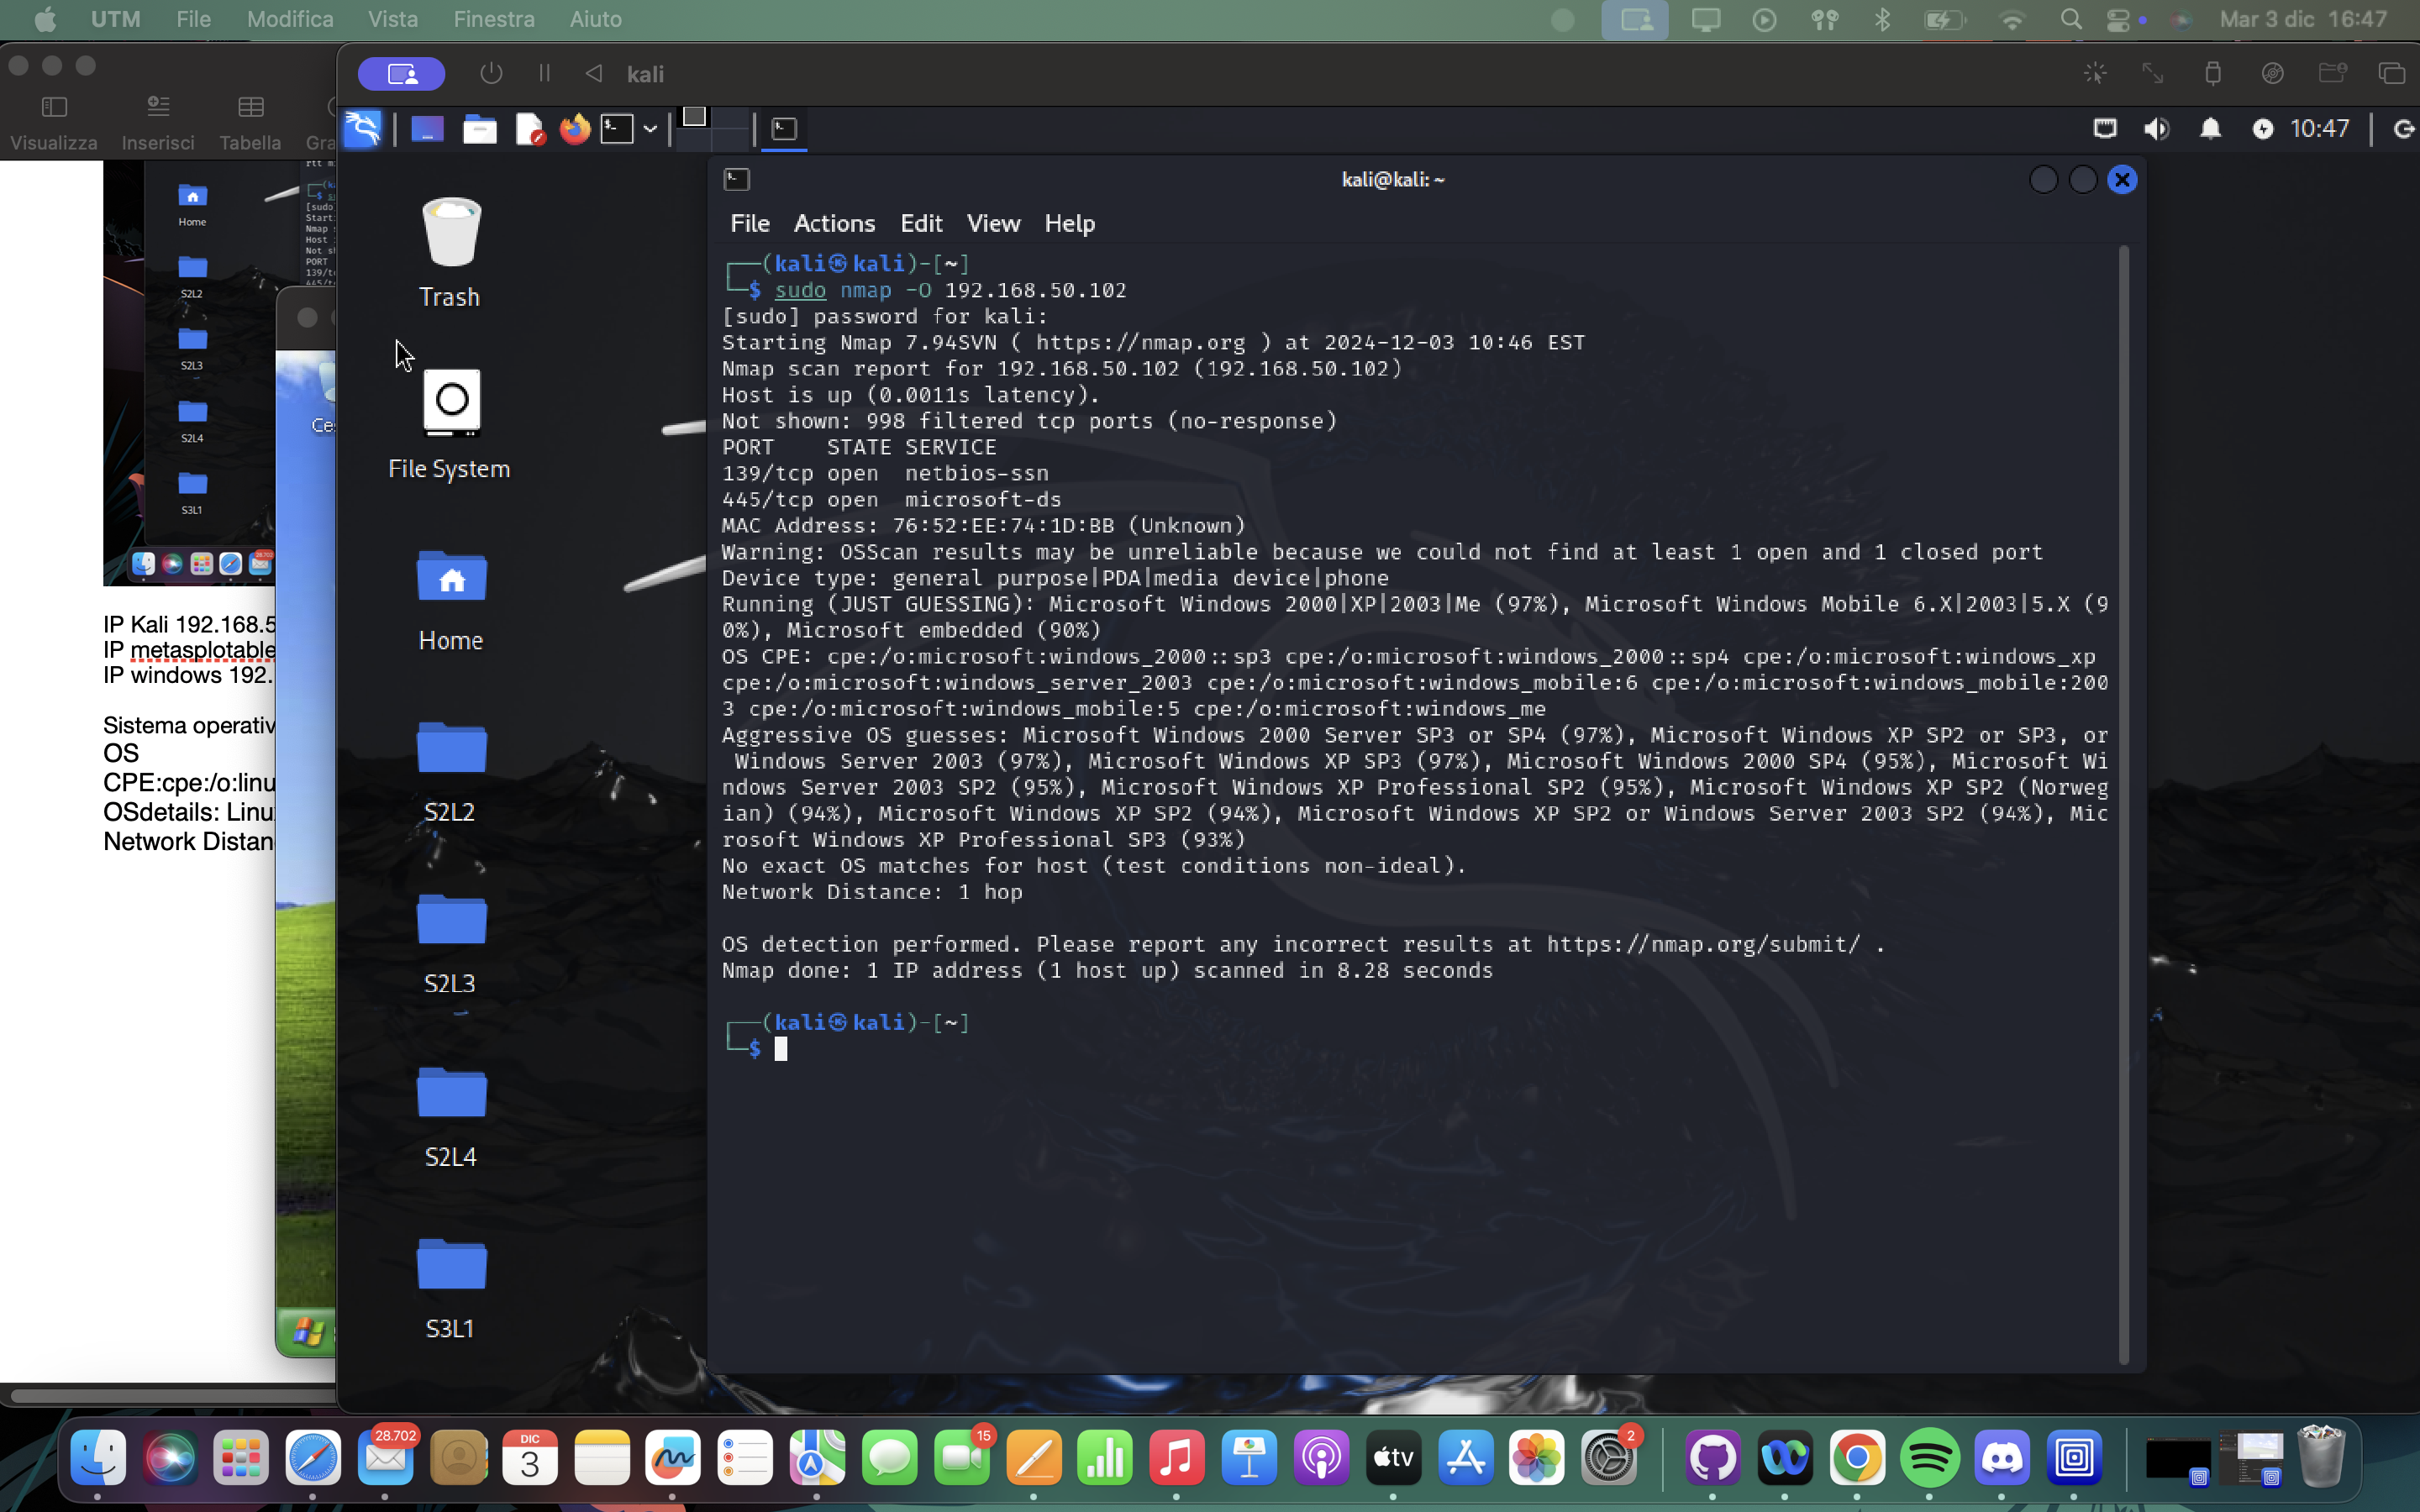 UTM File Modifica Vista Finestra Aiuto Mar 3 dic 16:47
kali
Visualizza Inserisci Tabella Gra
10:47
Home
S2L2
S2L3
S2L4
S3L1
28.702
IP Kali 192.168.5
IP metasplotable
IP windows 192.
Sistema operativ
OS
CPE:cpe:/o:linu
OSdetails: Linu
Network Distan
Ce
Trash
File System
Home
S2L2
S2L3
S2L4
S3L1
kali@kali: ~
File Actions Edit View Help
┌──(kali㉿kali)-[~]
└─$ sudo nmap -O 192.168.50.102
[sudo] password for kali:
Starting Nmap 7.94SVN ( https://nmap.org ) at 2024-12-03 10:46 EST
Nmap scan report for 192.168.50.102 (192.168.50.102)
Host is up (0.0011s latency).
Not shown: 998 filtered tcp ports (no-response)
PORT    STATE SERVICE
139/tcp open  netbios-ssn
445/tcp open  microsoft-ds
MAC Address: 76:52:EE:74:1D:BB (Unknown)
Warning: OSScan results may be unreliable because we could not find at least 1 open and 1 closed port
Device type: general purpose|PDA|media device|phone
Running (JUST GUESSING): Microsoft Windows 2000|XP|2003|Me (97%), Microsoft Windows Mobile 6.X|2003|5.X (9
0%), Microsoft embedded (90%)
OS CPE: cpe:/o:microsoft:windows_2000::sp3 cpe:/o:microsoft:windows_2000::sp4 cpe:/o:microsoft:windows_xp
cpe:/o:microsoft:windows_server_2003 cpe:/o:microsoft:windows_mobile:6 cpe:/o:microsoft:windows_mobile:200
3 cpe:/o:microsoft:windows_mobile:5 cpe:/o:microsoft:windows_me
Aggressive OS guesses: Microsoft Windows 2000 Server SP3 or SP4 (97%), Microsoft Windows XP SP2 or SP3, or
 Windows Server 2003 (97%), Microsoft Windows XP SP3 (97%), Microsoft Windows 2000 SP4 (95%), Microsoft Wi
ndows Server 2003 SP2 (95%), Microsoft Windows XP Professional SP2 (95%), Microsoft Windows XP SP2 (Norweg
ian) (94%), Microsoft Windows XP SP2 (94%), Microsoft Windows XP SP2 or Windows Server 2003 SP2 (94%), Mic
rosoft Windows XP Professional SP3 (93%)
No exact OS matches for host (test conditions non-ideal).
Network Distance: 1 hop
OS detection performed. Please report any incorrect results at https://nmap.org/submit/ .
Nmap done: 1 IP address (1 host up) scanned in 8.28 seconds
┌──(kali㉿kali)-[~]
└─$
28.702 DIC 3 15 tv 2